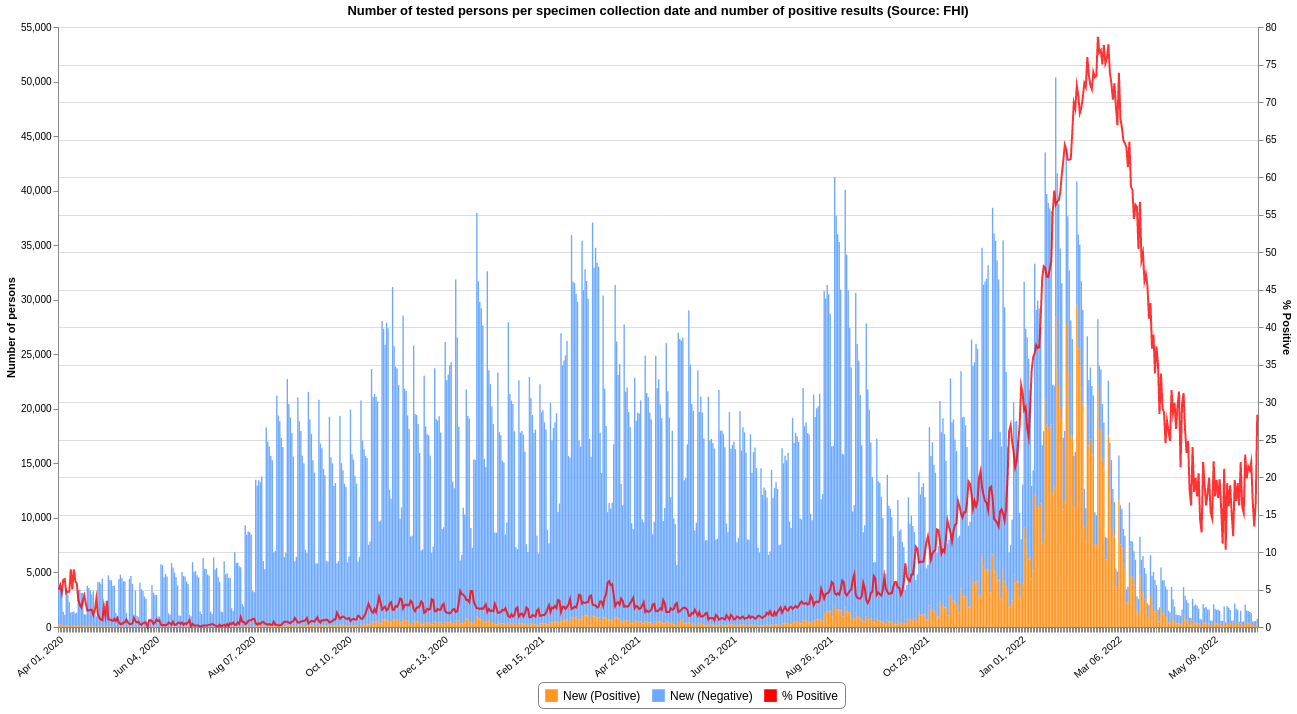 Number of tested persons per specimen collection date and number of positive results (Source: FHI)
55,000
50,000
45,000
40,000
35,000
30,000
25,000
20,000
15,000
10,000
5,000
0
Number of persons
80
75
70
65
60
55
50
45
40
35
30
25
20
15
10
5
0
% Positive
Apr 01, 2020
Jun 04, 2020
Aug 07, 2020
Oct 10, 2020
Dec 13, 2020
Feb 15, 2021
Apr 20, 2021
Jun 23, 2021
Aug 26, 2021
Oct 29, 2021
Jan 01, 2022
Mar 06, 2022
May 09, 2022
New (Positive) New (Negative) % Positive